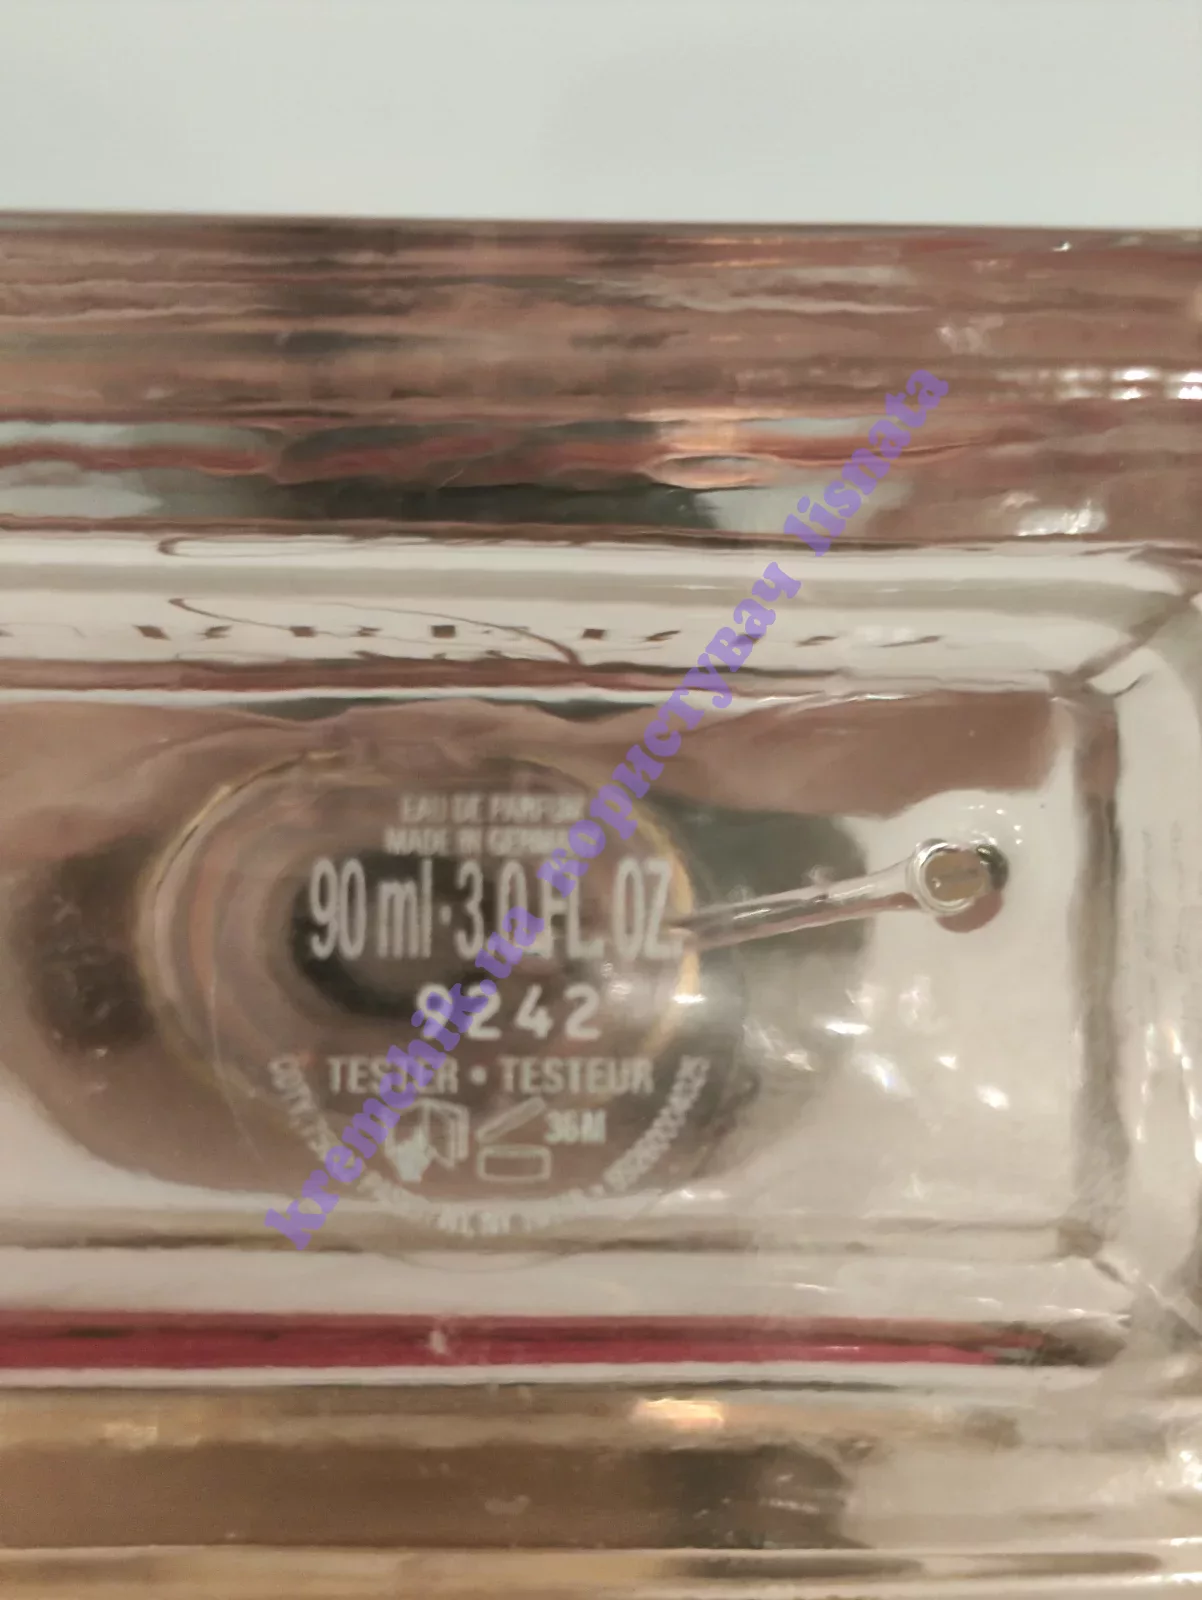 EAU DE PARFUM
MADE IN GERMANY
90 ml · 3.0 FL. OZ.
9242
TESTER • TESTEUR
36M
kremchik.ua користувач lisnata